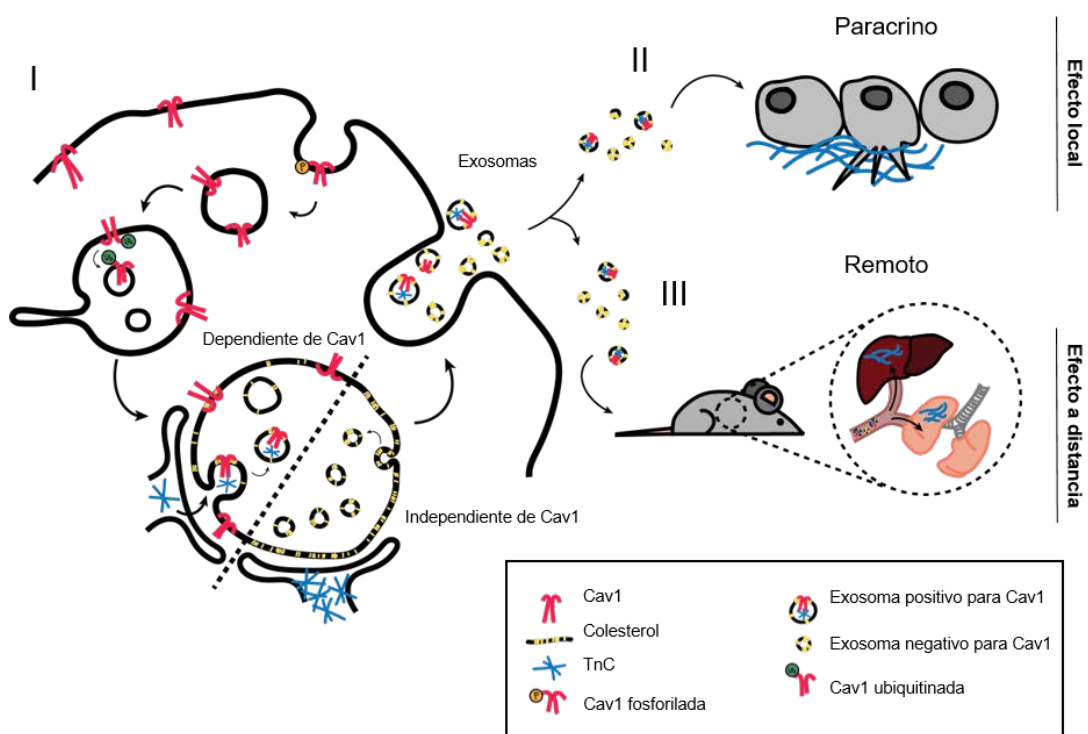 I
II
Paracrino
Efecto local
Exosomas
P
III
Remoto
Efecto a distancia
Dependiente de Cav1
Independiente de Cav1
Cav1
Colesterol
TnC
P
Cav1 fosforilada
Exosoma positivo para Cav1
Exosoma negativo para Cav1
Cav1 ubiquitinada